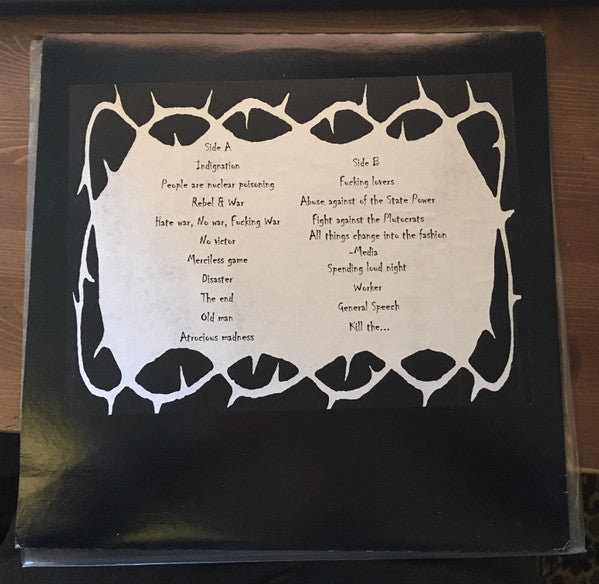 Side A
Indignation
People are nuclear poisoning
Rebel & War
Hate war, No war, Fucking War
No victor
Merciless game
Disaster
The end
Old man
Atrocious madness
Side B
Fucking lovers
Abuse against of the State Power
Fight against the Plutocrats
All things change into the fashion
-Media
Spending loud night
Worker
General Speech
Kill the...